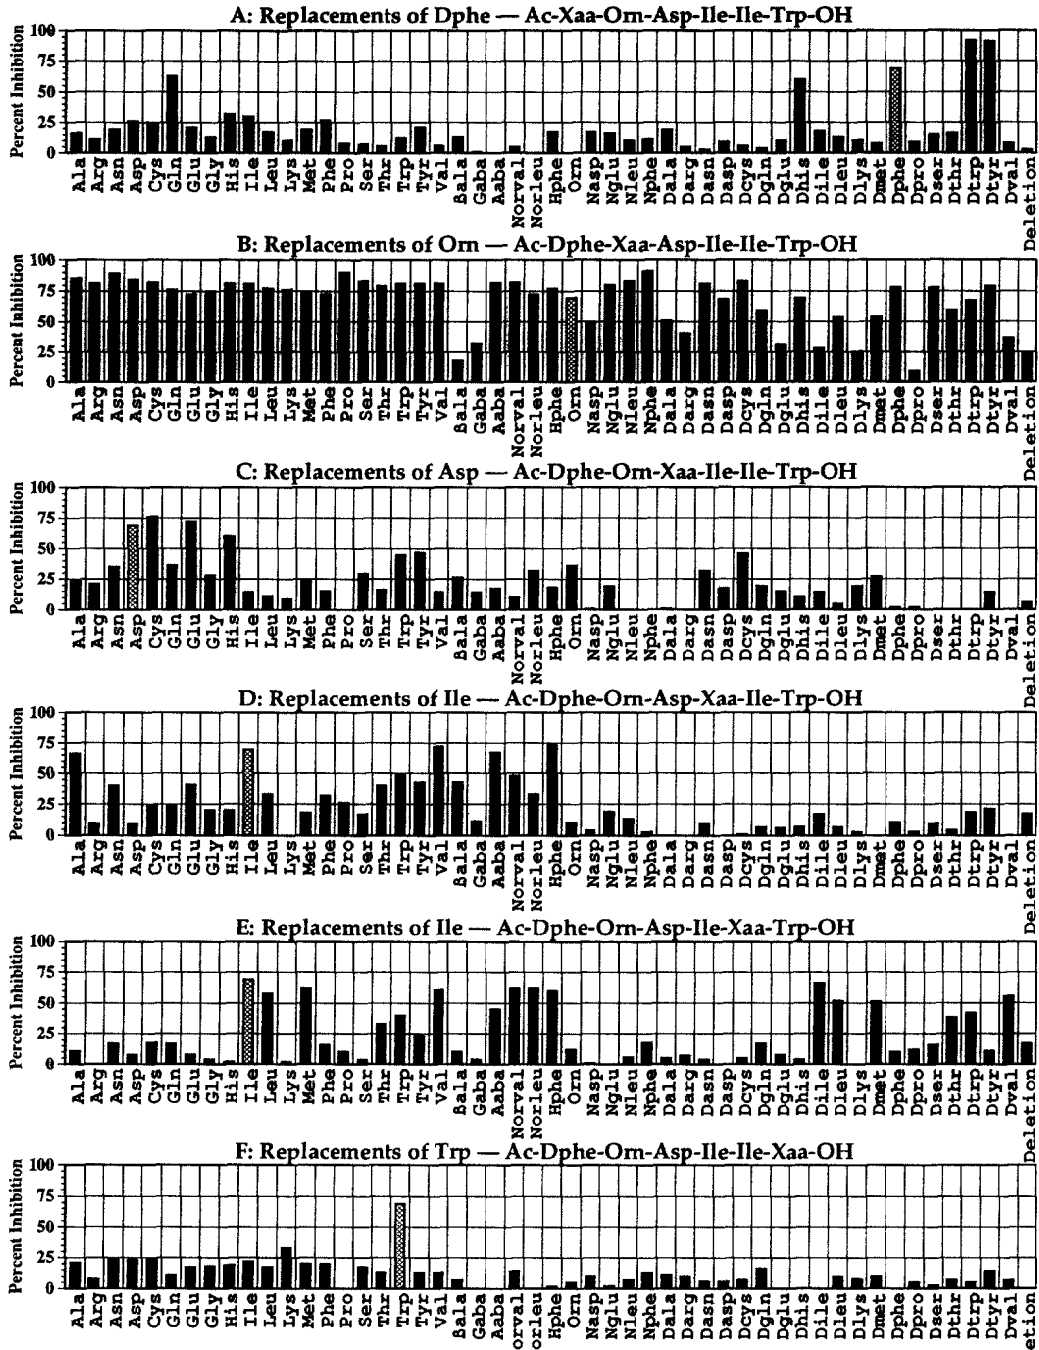 A: Replacements of Dphe — Ac-Xaa-Orn-Asp-Ile-Ile-Trp-OH
Percent Inhibition
100
75
50
25
0
Ala Arg Asn Asp Cys Gln Glu Gly His Ile Leu Lys Met Phe Pro Ser Thr Trp Tyr Val ßala Gaba Aaba Norval Norleu Hphe Orn Nasp Nglu Nleu Nphe Dala Darg Dasn Dasp Dcys Dgln Dglu Dhis Dile Dleu Dlys Dmet Dphe Dpro Dser Dthr Dtrp Dtyr Dval Deletion
B: Replacements of Orn — Ac-Dphe-Xaa-Asp-Ile-Ile-Trp-OH
Percent Inhibition
100
75
50
25
0
Ala Arg Asn Asp Cys Gln Glu Gly His Ile Leu Lys Met Phe Pro Ser Thr Trp Tyr Val ßala Gaba Aaba Norval Norleu Hphe Orn Nasp Nglu Nleu Nphe Dala Darg Dasn Dasp Dcys Dgln Dglu Dhis Dile Dleu Dlys Dmet Dphe Dpro Dser Dthr Dtrp Dtyr Dval Deletion
C: Replacements of Asp — Ac-Dphe-Orn-Xaa-Ile-Ile-Trp-OH
Percent Inhibition
100
75
50
25
0
Ala Arg Asn Asp Cys Gln Glu Gly His Ile Leu Lys Met Phe Pro Ser Thr Trp Tyr Val ßala Gaba Aaba Norval Norleu Hphe Orn Nasp Nglu Nleu Nphe Dala Darg Dasn Dasp Dcys Dgln Dglu Dhis Dile Dleu Dlys Dmet Dphe Dpro Dser Dthr Dtrp Dtyr Dval Deletion
D: Replacements of Ile — Ac-Dphe-Orn-Asp-Xaa-Ile-Trp-OH
Percent Inhibition
100
75
50
25
0
Ala Arg Asn Asp Cys Gln Glu Gly His Ile Leu Lys Met Phe Pro Ser Thr Trp Tyr Val ßala Gaba Aaba Norval Norleu Hphe Orn Nasp Nglu Nleu Nphe Dala Darg Dasn Dasp Dcys Dgln Dglu Dhis Dile Dleu Dlys Dmet Dphe Dpro Dser Dthr Dtrp Dtyr Dval Deletion
E: Replacements of Ile — Ac-Dphe-Orn-Asp-Ile-Xaa-Trp-OH
Percent Inhibition
100
75
50
25
0
Ala Arg Asn Asp Cys Gln Glu Gly His Ile Leu Lys Met Phe Pro Ser Thr Trp Tyr Val ßala Gaba Aaba Norval Norleu Hphe Orn Nasp Nglu Nleu Nphe Dala Darg Dasn Dasp Dcys Dgln Dglu Dhis Dile Dleu Dlys Dmet Dphe Dpro Dser Dthr Dtrp Dtyr Dval Deletion
F: Replacements of Trp — Ac-Dphe-Orn-Asp-Ile-Ile-Xaa-OH
Percent Inhibition
100
75
50
25
0
Ala Arg Asn Asp Cys Gln Glu Gly His Ile Leu Lys Met Phe Pro Ser Thr Trp Tyr Val ßala Gaba Aaba orval orleu Hphe Orn Nasp Nglu Nleu Nphe Dala Darg Dasn Dasp Dcys Dgln Dglu Dhis Dile Dleu Dlys Dmet Dphe Dpro Dser Dthr Dtrp Dtyr Dval etion